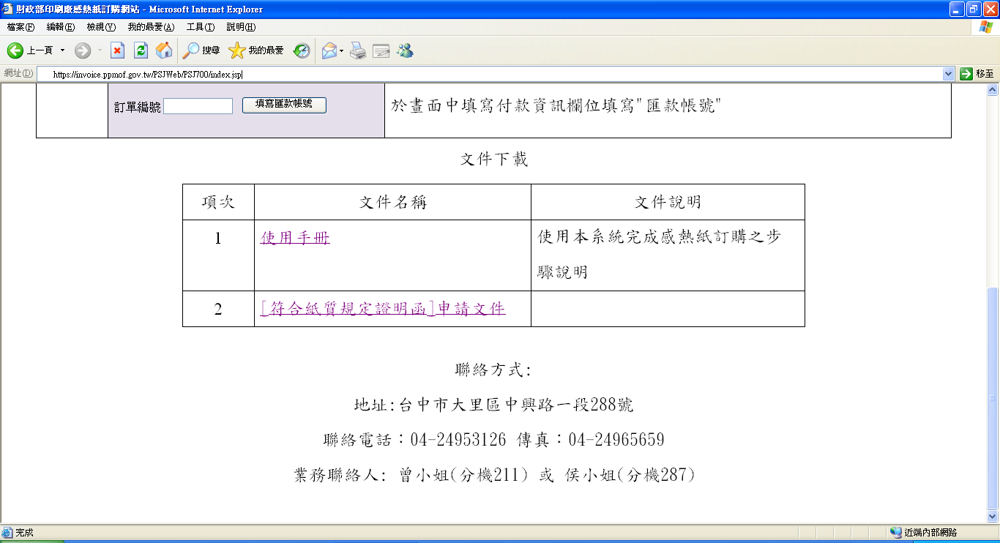 財政部印刷廠感熱紙訂購網站 - Microsoft Internet Explorer
檔案(F) 編輯(E) 檢視(V) 我的最愛(A) 工具(T) 說明(H)
上一頁 搜尋 我的最愛
網址(D) https://invoice.ppmof.gov.tw/PSJWeb/PSJ700/index.jsp 移至
訂單編號 填寫匯款帳號 於畫面中填寫付款資訊欄位填寫"匯款帳號"
文件下載
項次 文件名稱 文件說明
1 使用手冊 使用本系統完成感熱紙訂購之步
驟說明
2 [符合紙質規定證明函]申請文件
聯絡方式:
地址:台中市大里區中興路一段288號
聯絡電話：04-24953126 傳真：04-24965659
業務聯絡人: 曾小姐(分機211) 或 侯小姐(分機287)
完成 近端內部網路